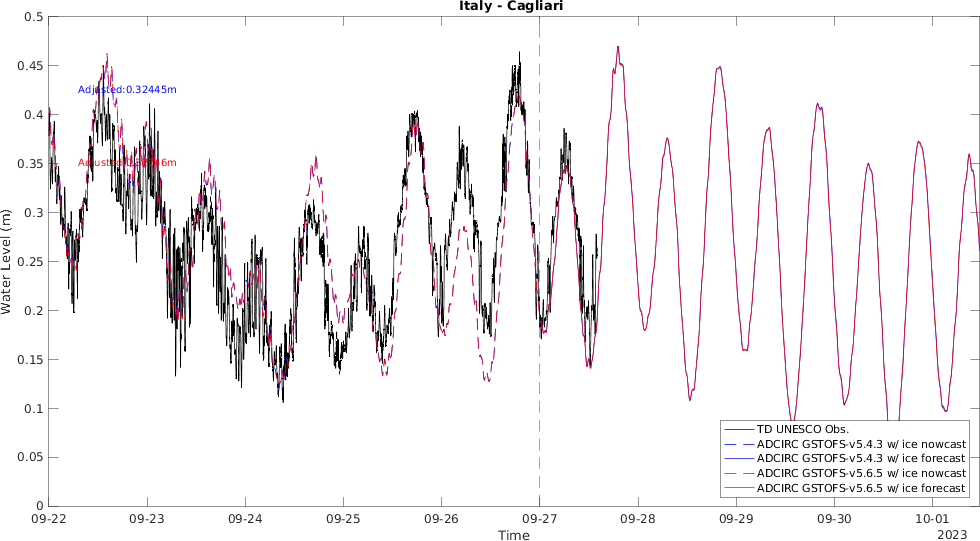 Italy - Cagliari
0.5
0.45
0.4
0.35
0.3
0.25
0.2
0.15
0.1
0.05
0
Water Level (m)
Adjusted:0.32445m
TD UNESCO Obs.
ADCIRC GSTOFS-v5.4.3 w/ ice nowcast
ADCIRC GSTOFS-v5.4.3 w/ ice forecast
ADCIRC GSTOFS-v5.6.5 w/ ice nowcast
ADCIRC GSTOFS-v5.6.5 w/ ice forecast
09-22 09-23 09-24 09-25 09-26 09-27 09-28 09-29 09-30 10-01
Time
2023